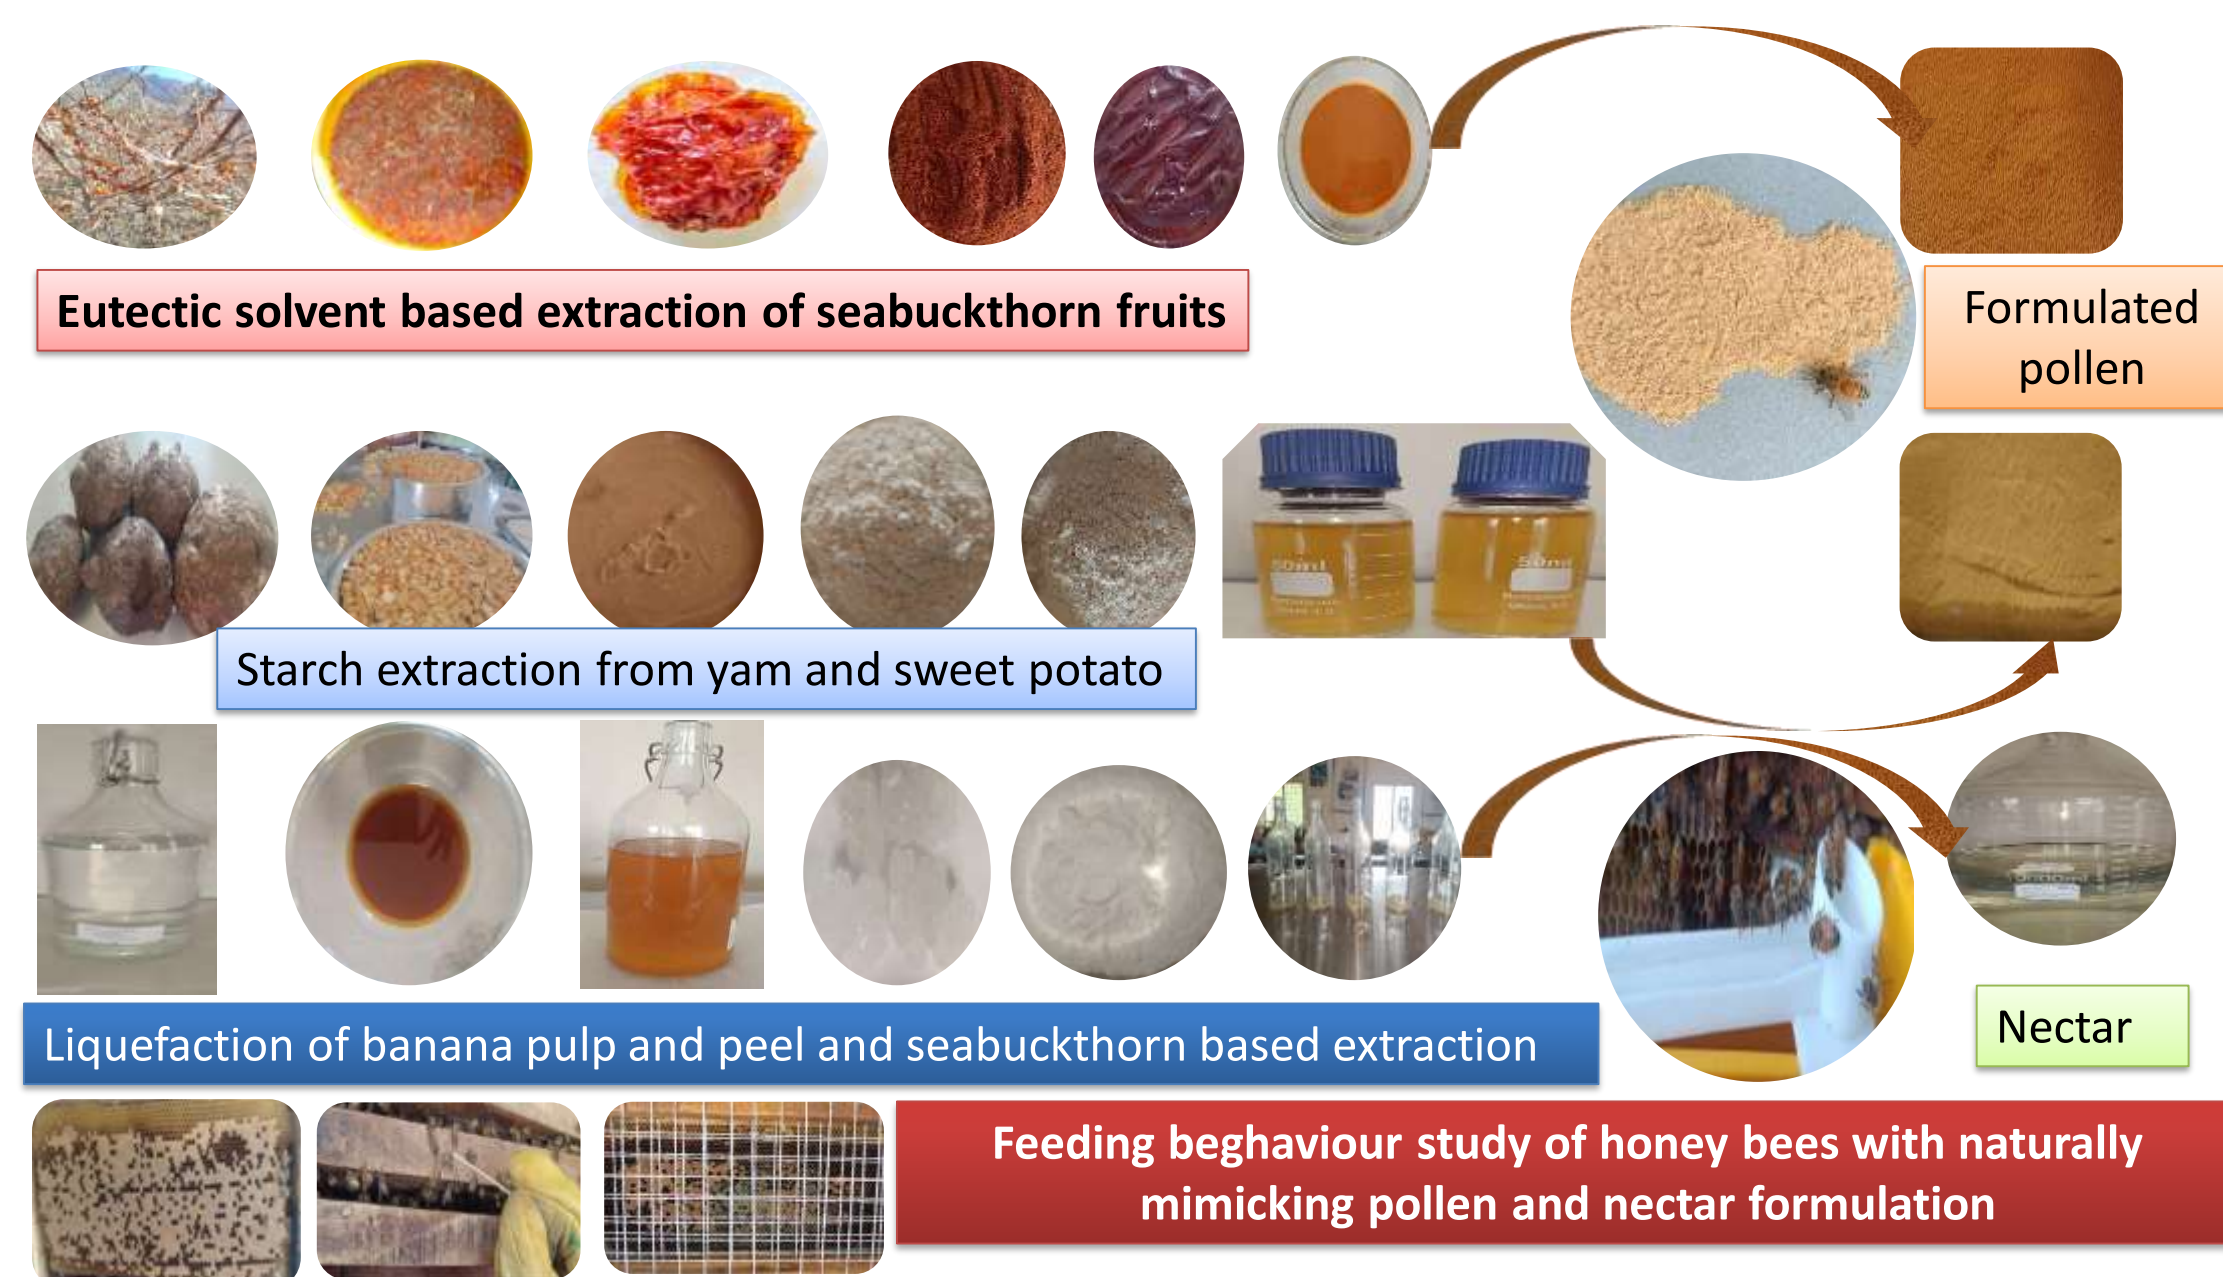 Eutectic solvent based extraction of seabuckthorn fruits
Formulated
pollen
50ml
50ml
Starch extraction from yam and sweet potato
Liquefaction of banana pulp and peel and seabuckthorn based extraction
Nectar
Feeding beghaviour study of honey bees with naturally
mimicking pollen and nectar formulation